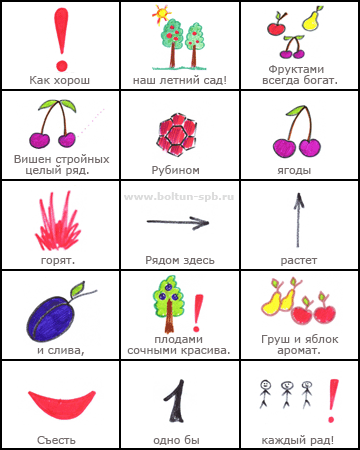 Как хорош
наш летний сад!
Фруктами
всегда богат.
Вишен стройных
целый ряд.
Рубином
ягоды
www.boltun-spb.ru
горят.
Рядом здесь
растет
и слива,
плодами
сочными красива.
Груш и яблок
аромат.
Съесть
1
одно бы
каждый рад!